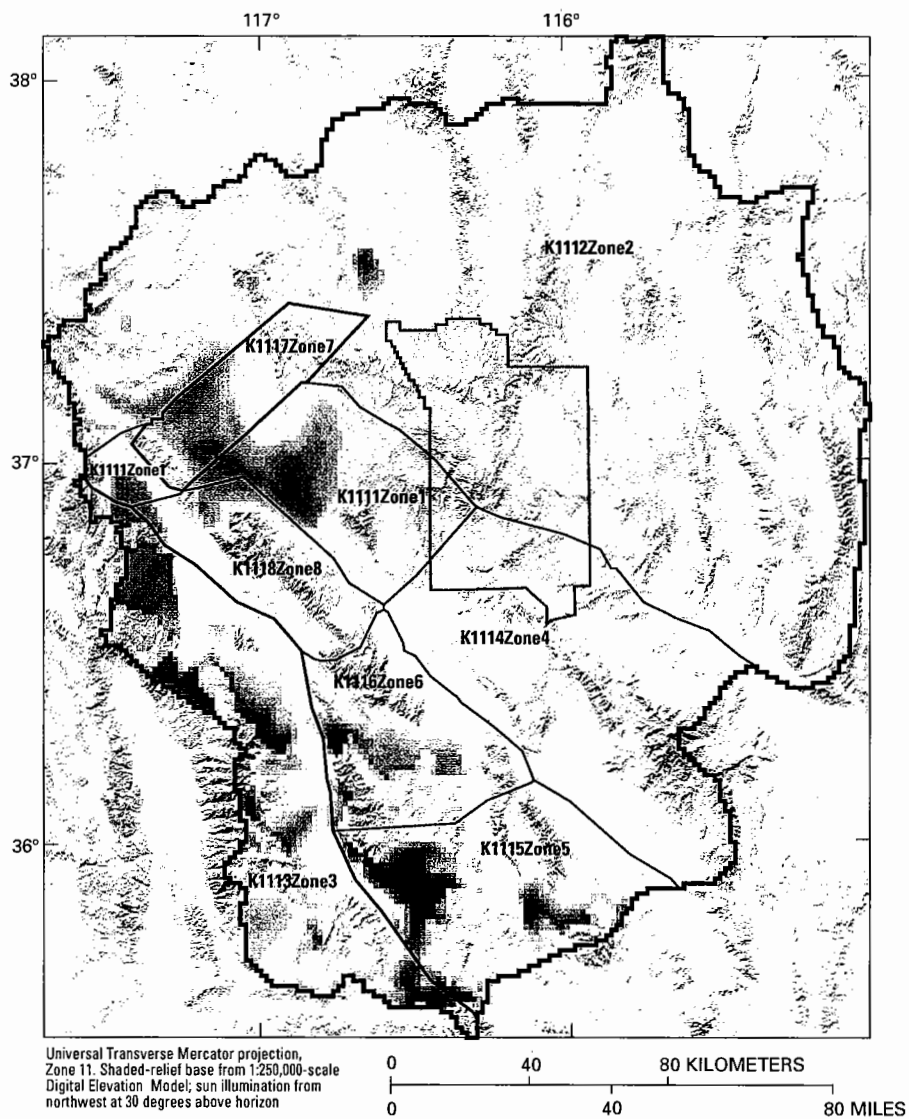 117°
116°
38°
K1112Zone2
K1117Zone7
37°
K1111Zone1
K1111Zone1
K1118Zone8
K1114Zone4
K1116Zone6
36°
K1115Zone5
K1113Zone3
Universal Transverse Mercator projection,
Zone 11. Shaded-relief base from 1:250,000-scale
Digital Elevation Model; sun illumination from
northwest at 30 degrees above horizon
0 40 80 KILOMETERS
0 40 80 MILES